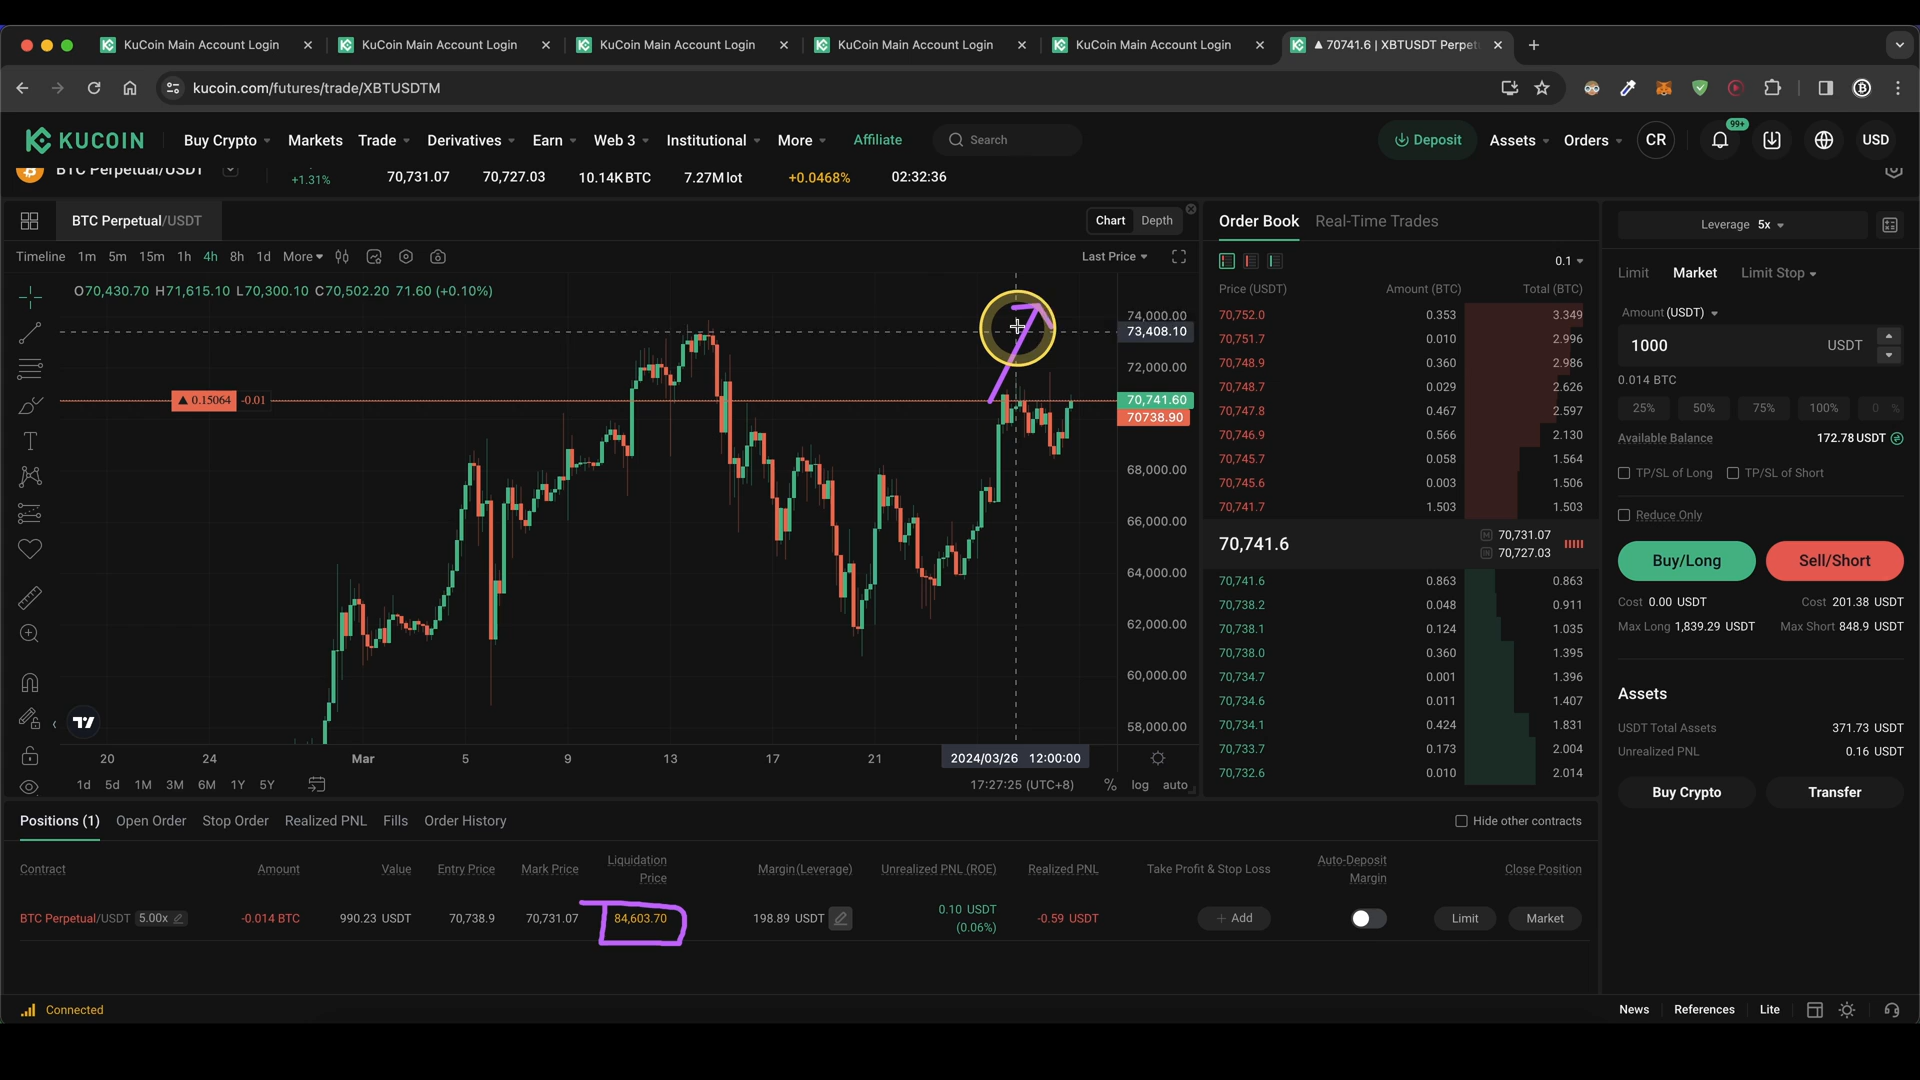 KuCoin Main Account Login
KuCoin Main Account Login
KuCoin Main Account Login
KuCoin Main Account Login
KuCoin Main Account Login
▲ 70741.6 | XBTUSDT Perpet
kucoin.com/futures/trade/XBTUSDTM
KUCOIN Buy Crypto Markets Trade Derivatives Earn Web 3 Institutional More Affiliate Search Deposit Assets Orders CR 99+ USD
BTC Perpetual/USDT +1.31% 70,731.07 70,727.03 10.14K BTC 7.27M lot +0.0468% 02:32:36
BTC Perpetual/USDT Chart Depth
Timeline 1m 5m 15m 1h 4h 8h 1d More Last Price
O70,430.70 H71,615.10 L70,300.10 C70,502.20 71.60 (+0.10%)
74,000.00
73,408.10
72,000.00
▲ 0.15064 -0.01
70,741.60
70738.90
68,000.00
66,000.00
64,000.00
62,000.00
60,000.00
58,000.00
20 24 Mar 5 9 13 17 21 2024/03/26 12:00:00
1d 5d 1M 3M 6M 1Y 5Y 17:27:25 (UTC+8) % log auto
Order Book Real-Time Trades
0.1
Price (USDT) Amount (BTC) Total (BTC)
70,752.0 0.353 3.349
70,751.7 0.010 2.996
70,748.9 0.360 2.986
70,748.7 0.029 2.626
70,747.8 0.467 2.597
70,746.9 0.566 2.130
70,745.7 0.058 1.564
70,745.6 0.003 1.506
70,741.7 1.503 1.503
70,741.6 M 70,731.07
IN 70,727.03
70,741.6 0.863 0.863
70,738.2 0.048 0.911
70,738.1 0.124 1.035
70,738.0 0.360 1.395
70,734.7 0.001 1.396
70,734.6 0.011 1.407
70,734.1 0.424 1.831
70,733.7 0.173 2.004
70,732.6 0.010 2.014
Leverage 5x
Limit Market Limit Stop
Amount (USDT)
1000 USDT
0.014 BTC
25% 50% 75% 100% 0 %
Available Balance 172.78 USDT
TP/SL of Long TP/SL of Short
Reduce Only
Buy/Long Sell/Short
Cost 0.00 USDT Cost 201.38 USDT
Max Long 1,839.29 USDT Max Short 848.9 USDT
Assets
USDT Total Assets 371.73 USDT
Unrealized PNL 0.16 USDT
Buy Crypto Transfer
Positions (1) Open Order Stop Order Realized PNL Fills Order History Hide other contracts
Contract Amount Value Entry Price Mark Price Liquidation Price Margin(Leverage) Unrealized PNL (ROE) Realized PNL Take Profit & Stop Loss Auto-Deposit Margin Close Position
BTC Perpetual/USDT 5.00x -0.014 BTC 990.23 USDT 70,738.9 70,731.07 84,603.70 198.89 USDT 0.10 USDT (0.06%) -0.59 USDT + Add Limit Market
Connected News References Lite